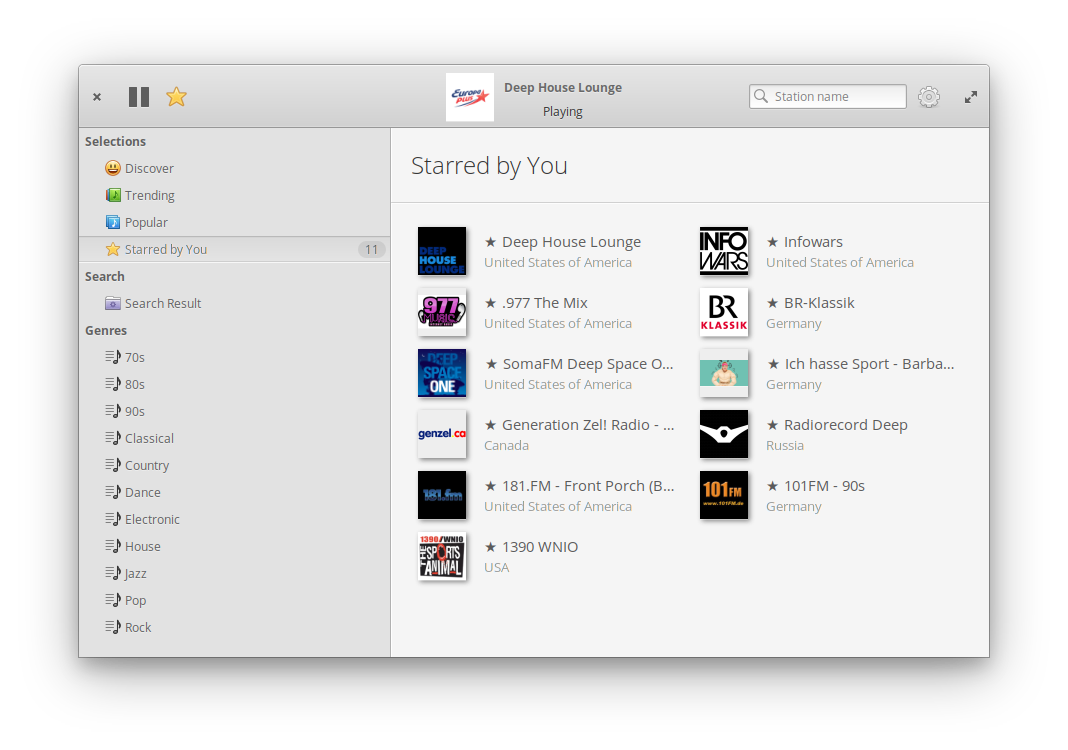 Europa
Plus
Deep House Lounge
Playing
Station name
Selections
Discover
Trending
Popular
Starred by You 11
Search
Search Result
Genres
70s
80s
90s
Classical
Country
Dance
Electronic
House
Jazz
Pop
Rock
Starred by You
DEEP
HOUSE
LOUNGE
★ Deep House Lounge
United States of America
INFO
WARS
★ Infowars
United States of America
977
MUSIC
★ .977 The Mix
United States of America
BR
KLASSIK
★ BR-Klassik
Germany
DEEP
SPACE
ONE
★ SomaFM Deep Space O...
United States of America
★ Ich hasse Sport - Barba...
Germany
genzel ca
★ Generation Zel! Radio - ...
Canada
★ Radiorecord Deep
Russia
181.fm
★ 181.FM - Front Porch (B...
United States of America
101FM
www.101FM.de
★ 101FM - 90s
Germany
1390/WNIO
THE SPORTS
ANIMAL
★ 1390 WNIO
USA